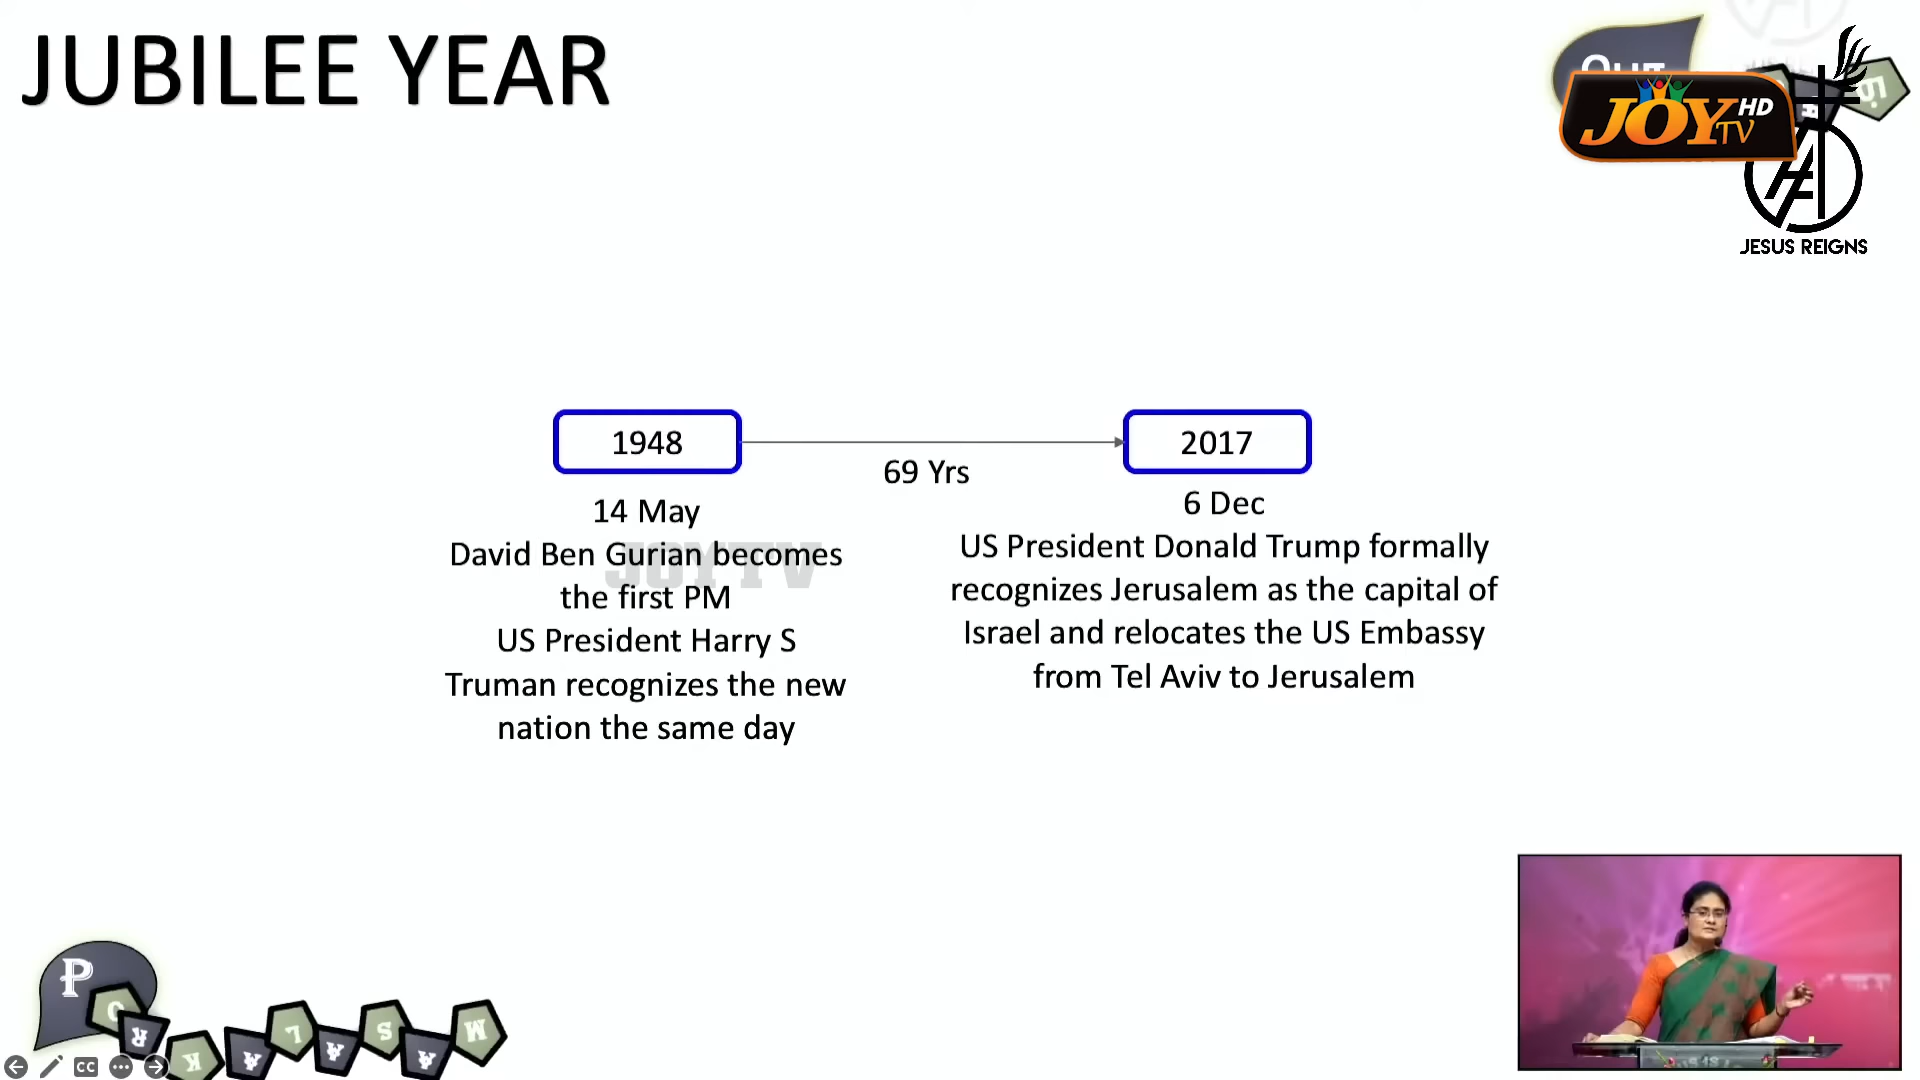 JUBILEE YEAR
JOY TV HD
JESUS REIGNS
1948
2017
69 Yrs
14 May
David Ben Gurian becomes
the first PM
US President Harry S
Truman recognizes the new
nation the same day
6 Dec
US President Donald Trump formally
recognizes Jerusalem as the capital of
Israel and relocates the US Embassy
from Tel Aviv to Jerusalem
JOYTV
P
O
R
K
A
L
A
S
A
M
CC